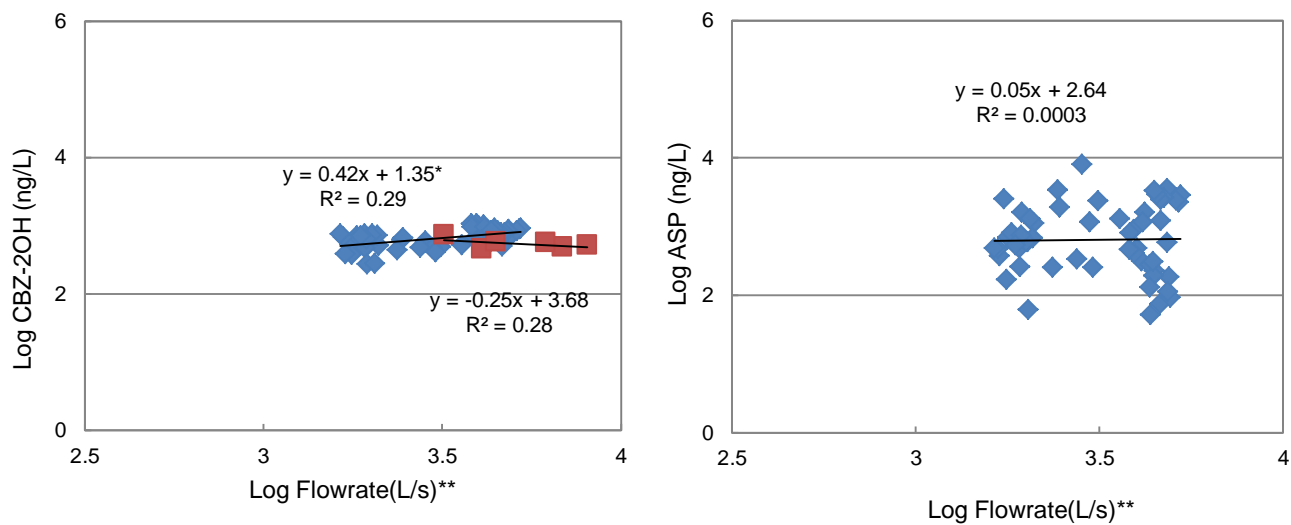 6
4
2
0
2.5
3
3.5
4
Log CBZ-2OH (ng/L)
Log Flowrate(L/s)**
y = 0.42x + 1.35*
R² = 0.29
y = -0.25x + 3.68
R² = 0.28
6
4
2
0
2.5
3
3.5
4
Log ASP (ng/L)
Log Flowrate(L/s)**
y = 0.05x + 2.64
R² = 0.0003